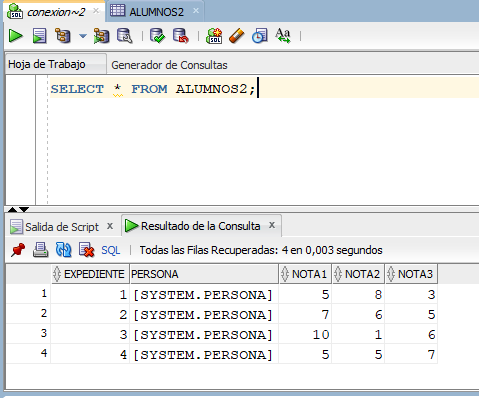 conexion~2 × ALUMNOS2 ×
SQL Aa
Hoja de Trabajo Generador de Consultas
SELECT * FROM ALUMNOS2;
Salida de Script × Resultado de la Consulta ×
SQL Todas las Filas Recuperadas: 4 en 0,003 segundos
EXPEDIENTE PERSONA NOTA1 NOTA2 NOTA3
1 1 [SYSTEM.PERSONA] 5 8 3
2 2 [SYSTEM.PERSONA] 7 6 5
3 3 [SYSTEM.PERSONA] 10 1 6
4 4 [SYSTEM.PERSONA] 5 5 7